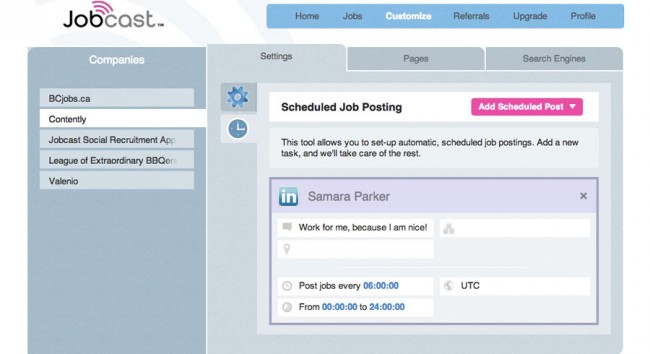 Jobcast™
Home Jobs Customize Referrals Upgrade Profile
Companies
Settings Pages Search Engines
BCjobs.ca
Contently
Jobcast Social Recruitment App
League of Extraordinary BBQers
Valenio
Scheduled Job Posting
Add Scheduled Post ▼
This tool allows you to set-up automatic, scheduled job postings. Add a new
task, and we'll take care of the rest.
in Samara Parker ×
Work for me, because I am nice!
Post jobs every 06:00:00 UTC
From 00:00:00 to 24:00:00